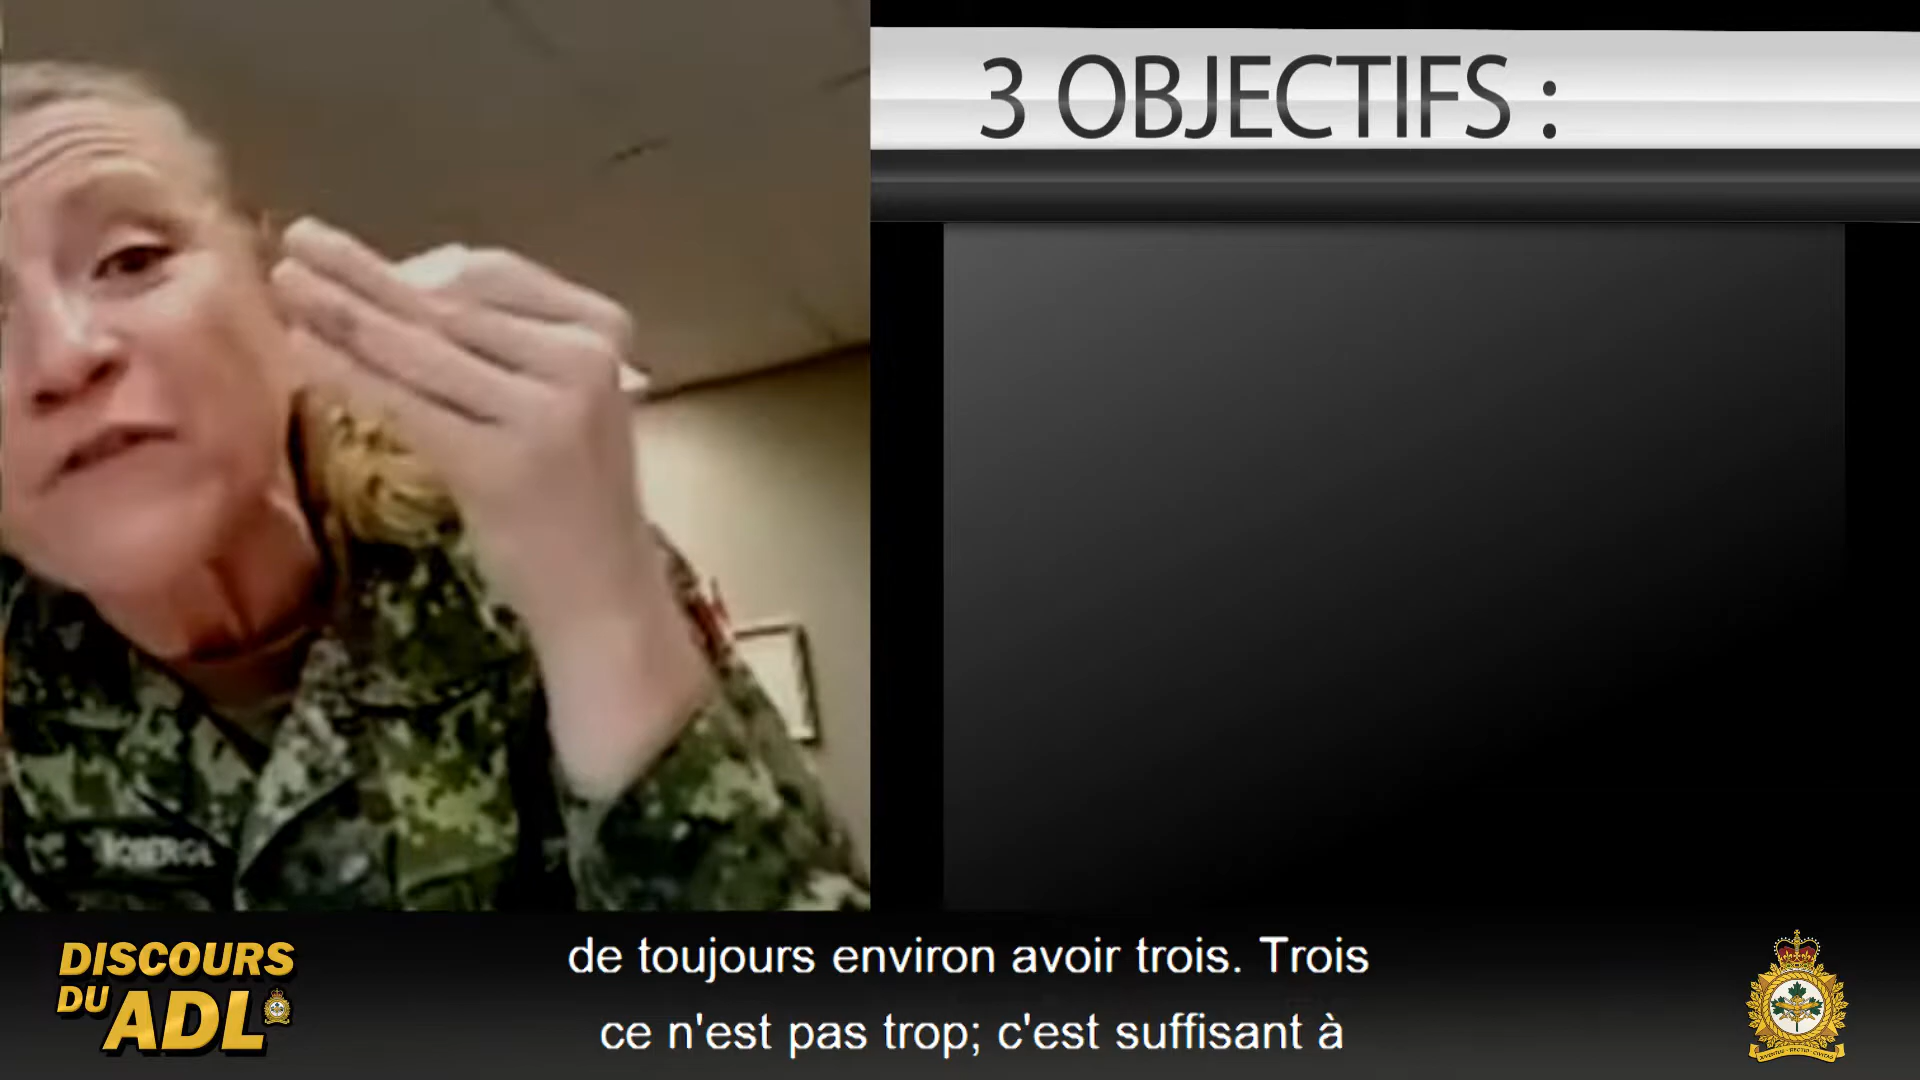 3 OBJECTIFS :
DISCOURS
DU ADL
de toujours environ avoir trois. Trois
ce n'est pas trop; c'est suffisant à